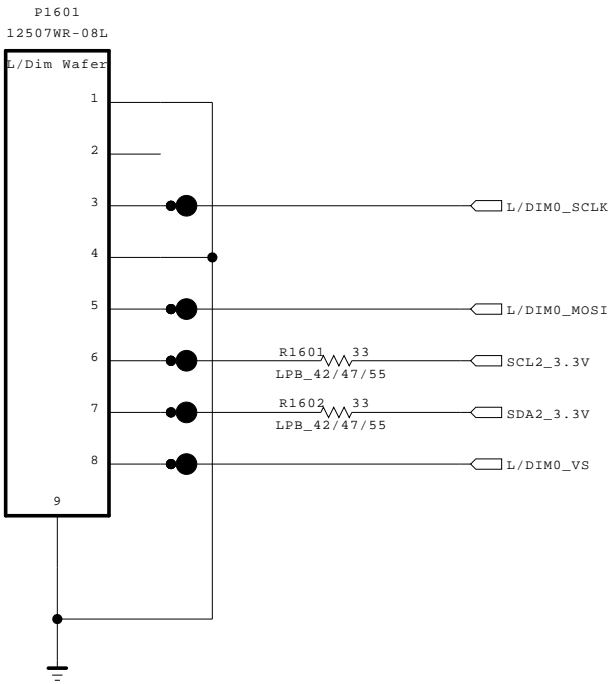 P1601
12507WR-08L
L/Dim Wafer
1
2
3
L/DIM0_SCLK
4
5
L/DIM0_MOSI
R1601 33
6
SCL2_3.3V
LPB_42/47/55
R1602 33
7
SDA2_3.3V
LPB_42/47/55
8
L/DIM0_VS
9